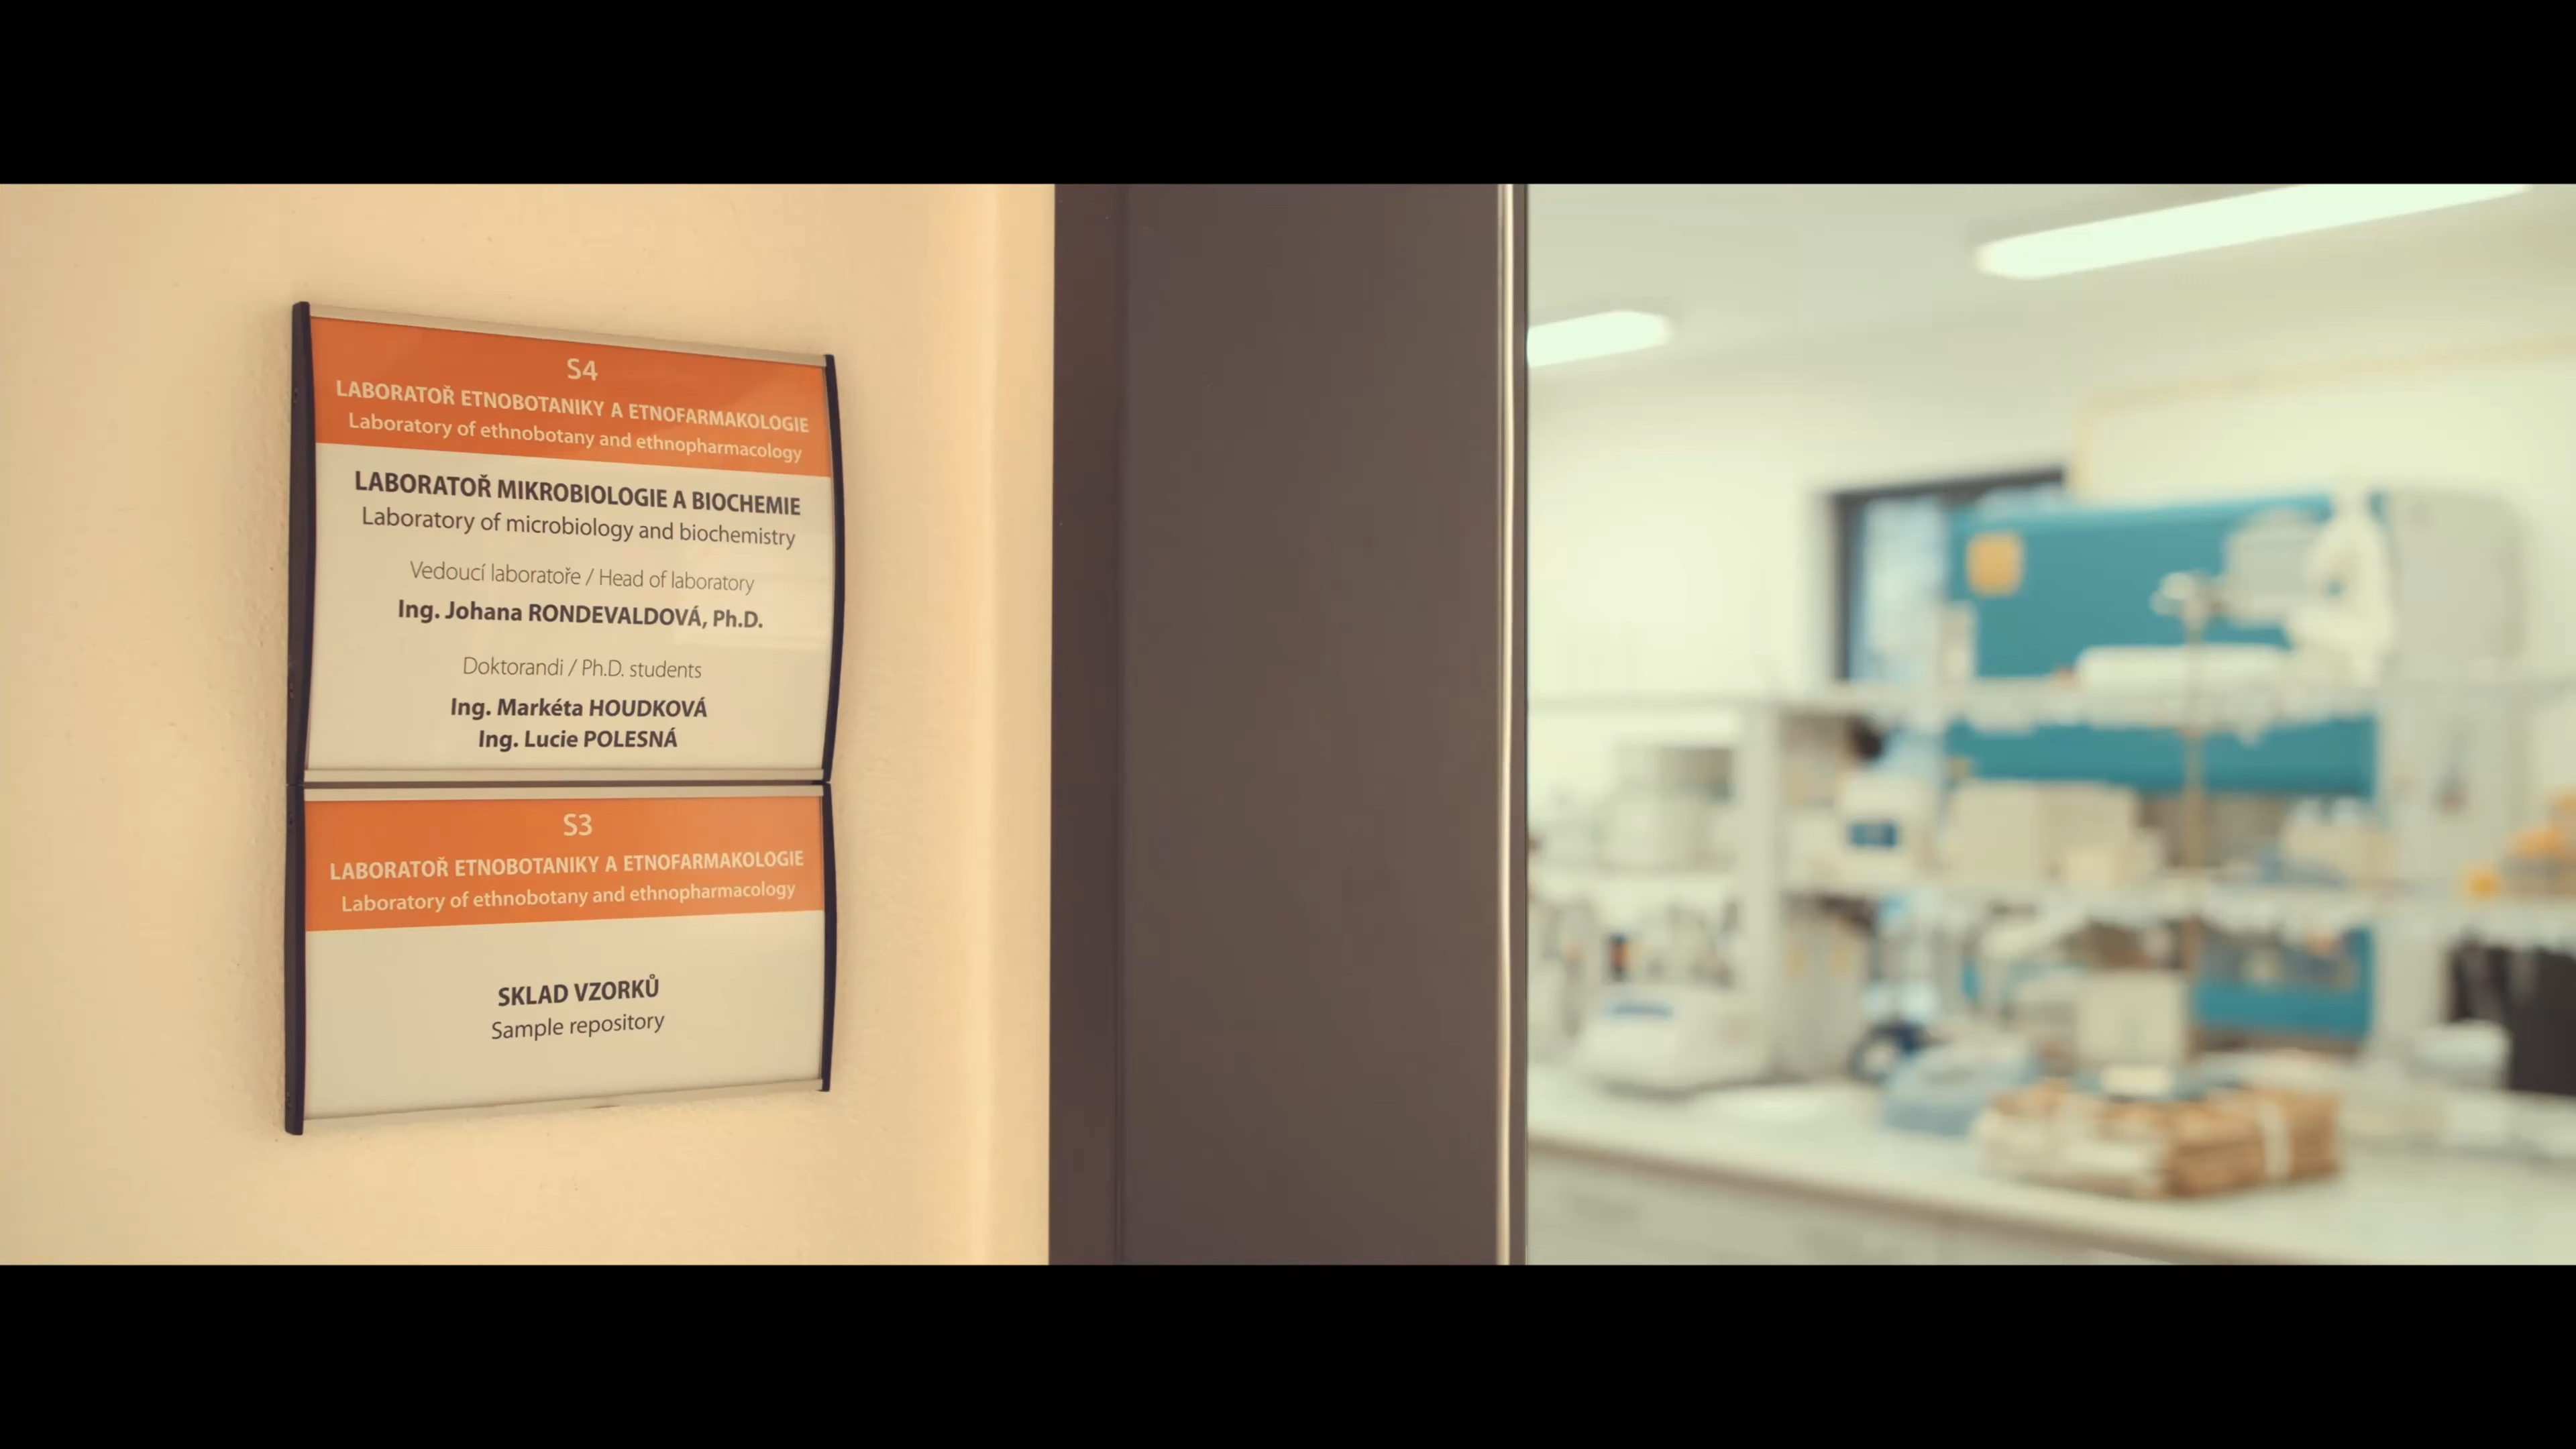 S4
LABORATOŘ ETNOBOTANIKY A ETNOFARMAKOLOGIE
Laboratory of ethnobotany and ethnopharmacology
LABORATOŘ MIKROBIOLOGIE A BIOCHEMIE
Laboratory of microbiology and biochemistry
Vedoucí laboratoře / Head of laboratory
Ing. Johana RONDEVALDOVÁ, Ph.D.
Doktorandi / Ph.D. students
Ing. Markéta HOUDKOVÁ
Ing. Lucie POLESNÁ
S3
LABORATOŘ ETNOBOTANIKY A ETNOFARMAKOLOGIE
Laboratory of ethnobotany and ethnopharmacology
SKLAD VZORKŮ
Sample repository